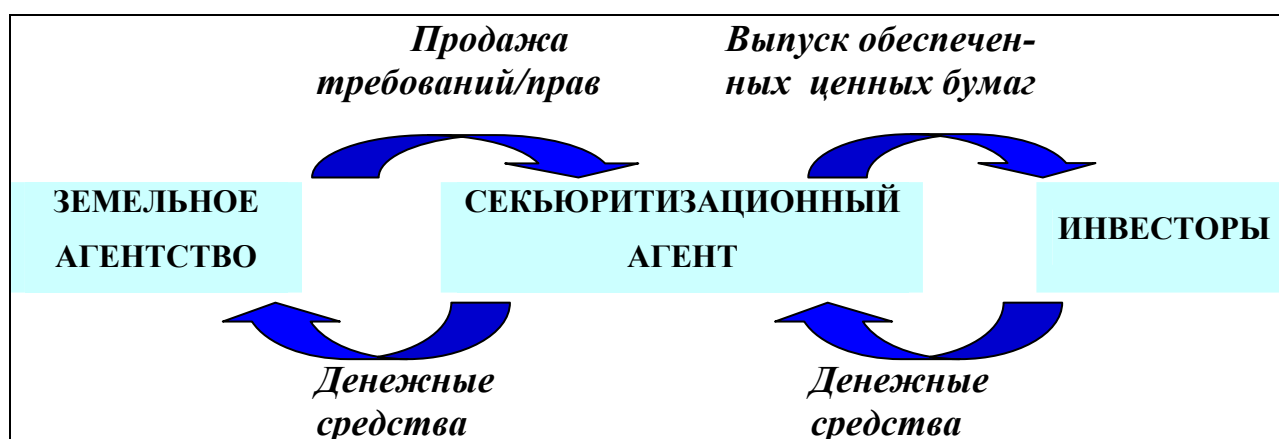 Продажа
требований/прав
Выпуск обеспечен-
ных ценных бумаг
ЗЕМЕЛЬНОЕ
АГЕНТСТВО
СЕКЬЮРИТИЗАЦИОННЫЙ
АГЕНТ
ИНВЕСТОРЫ
Денежные
средства
Денежные
средства